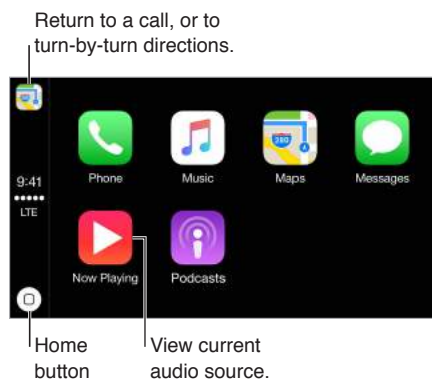 Return to a call, or to
turn-by-turn directions.
280
Phone
Music
Maps
Messages
9:41
LTE
Now Playing
Podcasts
Home
button
View current
audio source.